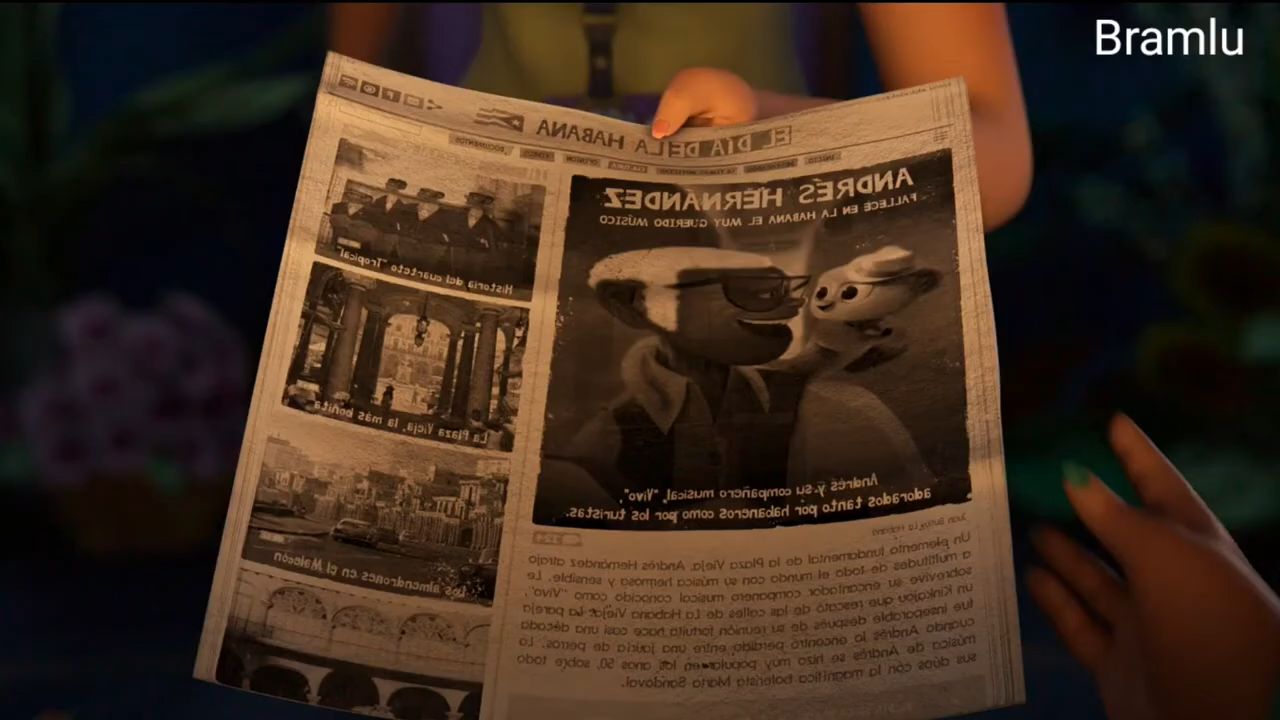 Bramlu
EL DIA DE LA HABANA
INICIO
OPINIÓN
VIDEOS
DOCUMENTOS
ANDRÉS HERNÁNDEZ
FALLECE EN LA HABANA EL MUY QUERIDO MÚSICO
Andrés y su compañero musical, "Vivo",
adorados tanto por habaneros como por los turistas.
Un elemento fundamental de la Plaza Vieja, Andrés Hernández atrajo
a multitudes de todo el mundo con su música hermosa y sensible. Le
sobrevive su encantador compañero musical conocido como "Vivo",
un Kinkajou que rescató de las calles de La Habana Vieja. La pareja
fue inseparable después de su reunión fortuita hace casi una década
cuando Andrés lo encontró perdido entre una jauría de perros. La
música de Andrés se hizo muy popular en los años 50, sobre todo
sus dúos con la magnífica bolerista Marta Sandoval.
Historia del cuarteto "Tropical"
La Plaza Vieja, la más bonita
Los almendrones en el Malecón